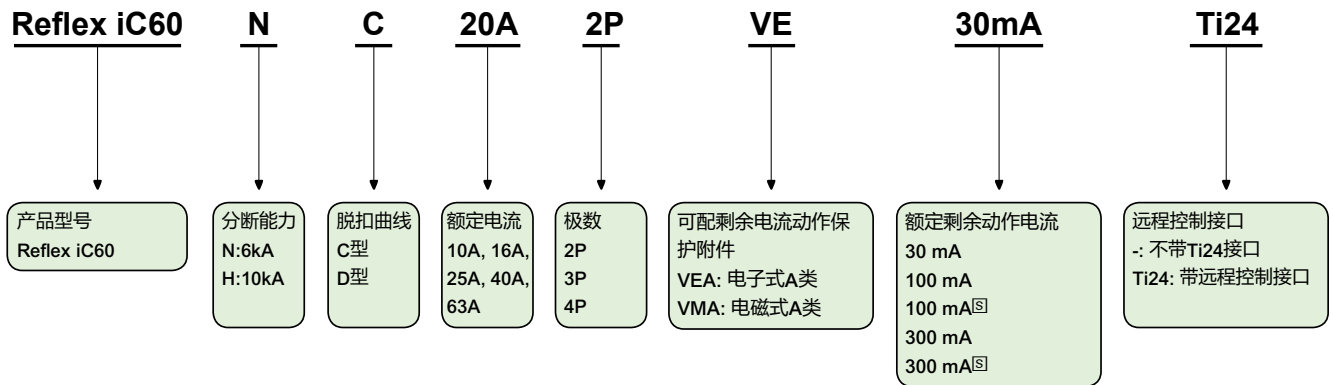 Reflex iC60 N C 20A 2P VE 30mA Ti24
产品型号
Reflex iC60
分断能力
N:6kA
H:10kA
脱扣曲线
C型
D型
额定电流
10A, 16A,
25A, 40A,
63A
极数
2P
3P
4P
可配剩余电流动作保
护附件
VEA: 电子式A类
VMA: 电磁式A类
额定剩余动作电流
30 mA
100 mA
100 mA🅂
300 mA
300 mA🅂
远程控制接口
-: 不带Ti24接口
Ti24: 带远程控制接口